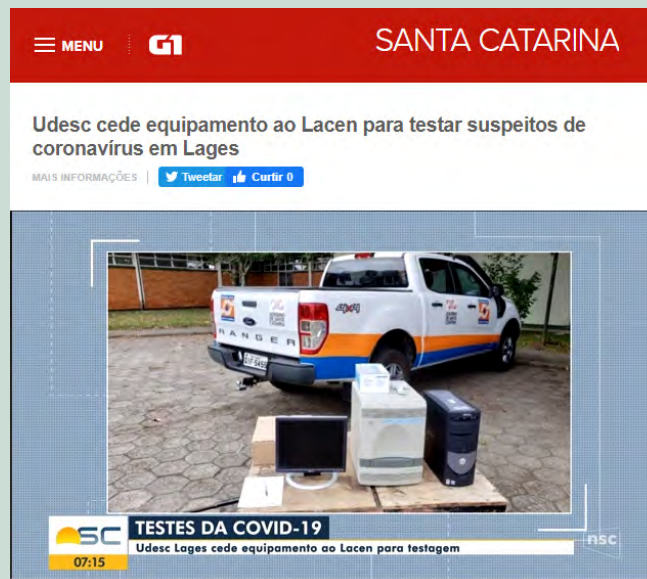 MENU
G1
SANTA CATARINA
Udesc cede equipamento ao Lacen para testar suspeitos de
coronavírus em Lages
MAIS INFORMAÇÕES
Tweetar
Curtir 0
4x4
RANGER
SC
TESTES DA COVID-19
Udesc Lages cede equipamento ao Lacen para testagem
07:15
nsc